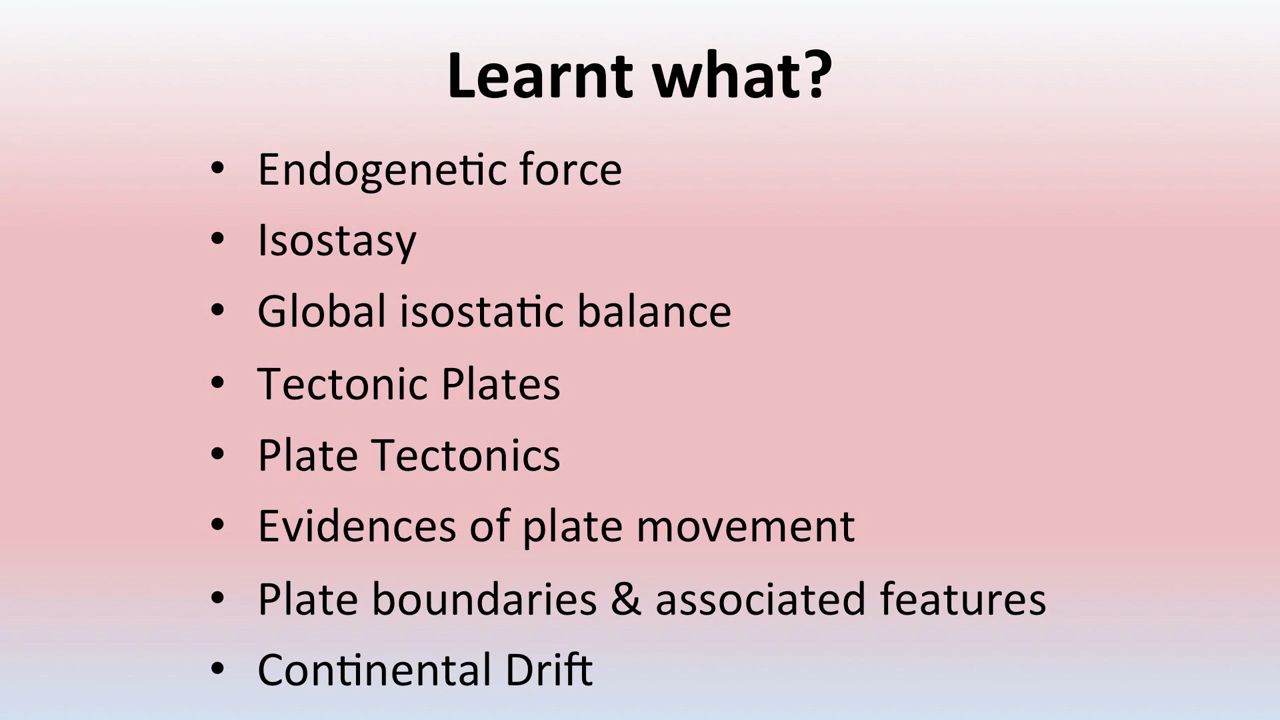 Learnt what?
• Endogenetic force
• Isostasy
• Global isostatic balance
• Tectonic Plates
• Plate Tectonics
• Evidences of plate movement
• Plate boundaries & associated features
• Continental Drift